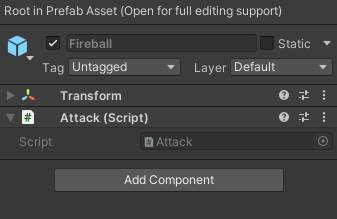 Root in Prefab Asset (Open for full editing support)
Fireball Static
Tag Untagged Layer Default
Transform
# Attack (Script)
Script # Attack
Add Component